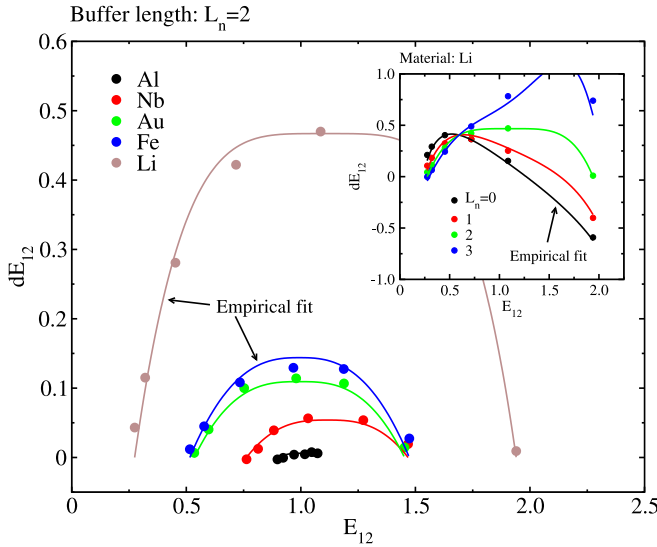 Buffer length: L_n=2
0.6
0.5
0.4
0.3
0.2
0.1
0
dE_12
Al
Nb
Au
Fe
Li
Empirical fit
0
0.5
1.0
1.5
2.0
2.5
E_12
Material: Li
1.0
0.5
0
-0.5
-1.0
dE_12
L_n=0
1
2
3
Empirical fit
0
0.5
1.0
1.5
2.0
E_12